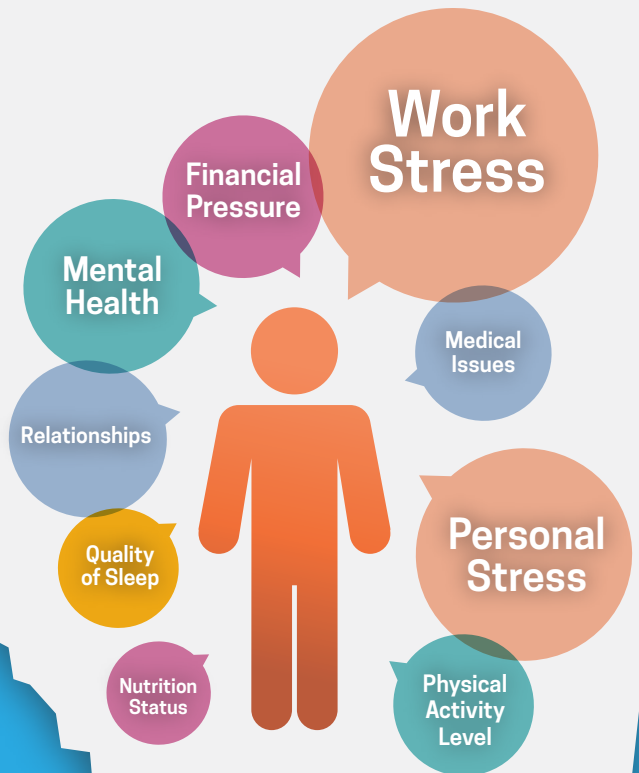 Work
Stress
Financial
Pressure
Mental
Health
Medical
Issues
Relationships
Personal
Stress
Quality
of Sleep
Nutrition
Status
Physical
Activity
Level